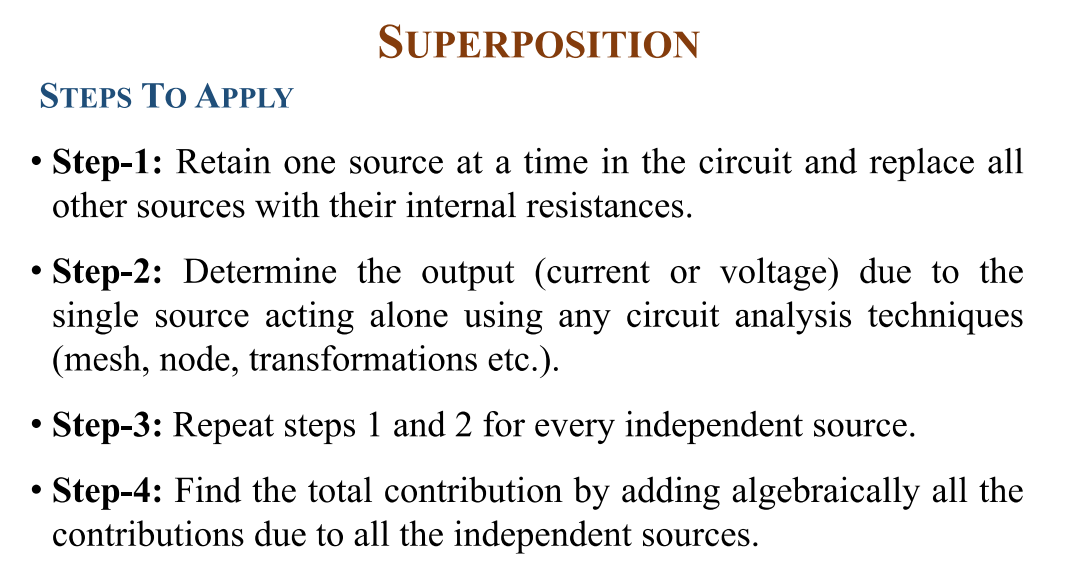 SUPERPOSITION
STEPS TO APPLY
• Step-1: Retain one source at a time in the circuit and replace all
other sources with their internal resistances.
• Step-2: Determine the output (current or voltage) due to the
single source acting alone using any circuit analysis techniques
(mesh, node, transformations etc.).
• Step-3: Repeat steps 1 and 2 for every independent source.
• Step-4: Find the total contribution by adding algebraically all the
contributions due to all the independent sources.